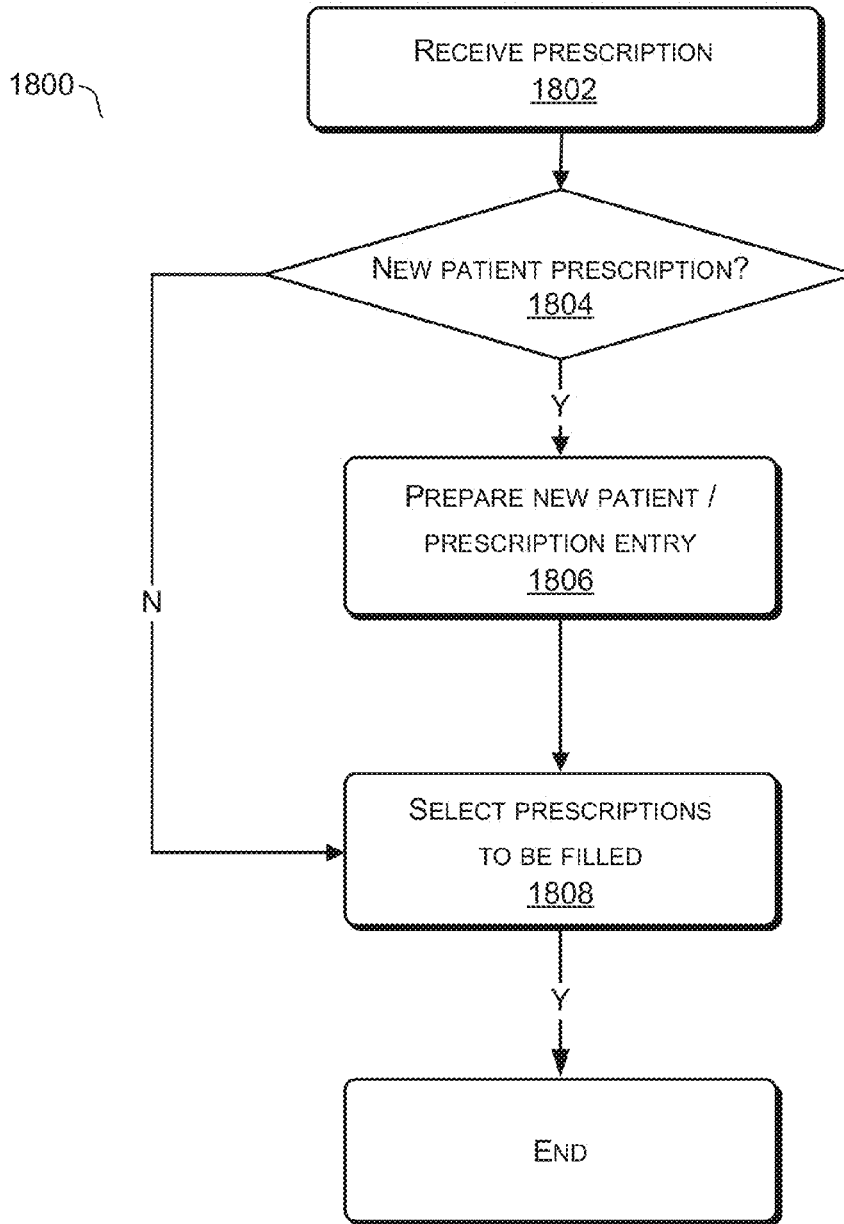 1800
RECEIVE PRESCRIPTION
1802
NEW PATIENT PRESCRIPTION?
1804
Y
PREPARE NEW PATIENT /
PRESCRIPTION ENTRY
1806
N
SELECT PRESCRIPTIONS
TO BE FILLED
1808
Y
END